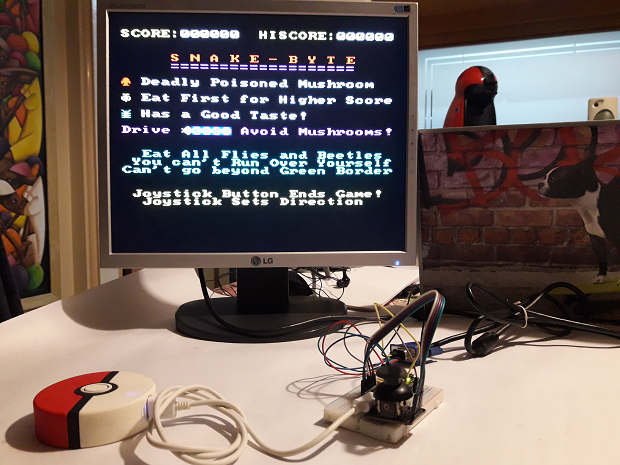 SCORE:000000 HISCORE:000000
SNAKE-BYTE
Deadly Poisoned Mushroom
Eat First for Higher Score
Has a Good Taste!
Drive Avoid Mushrooms!
Eat All Flies and Beetles
You can't Run Over Yourself
Can't go beyond Green Border
Joystick Button Ends Game!
Joystick Sets Direction
LG